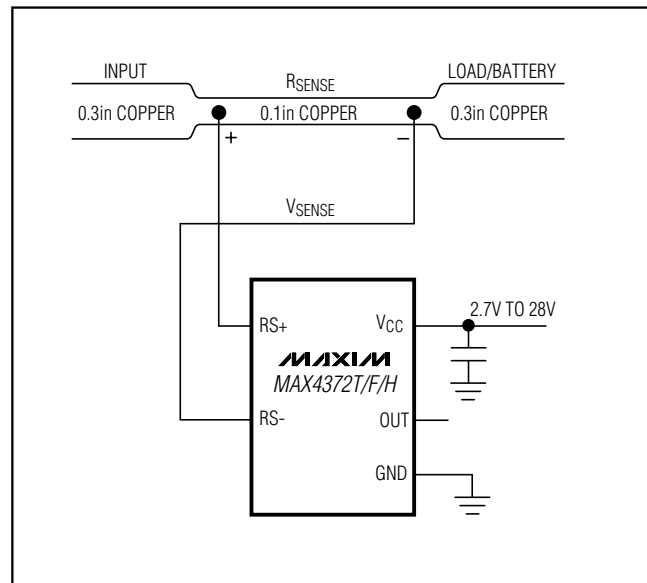 INPUT RSENSE LOAD/BATTERY
0.3in COPPER 0.1in COPPER 0.3in COPPER
+ −
VSENSE
2.7V TO 28V
RS+ VCC
MAXIM
MAX4372T/F/H
RS- OUT
GND